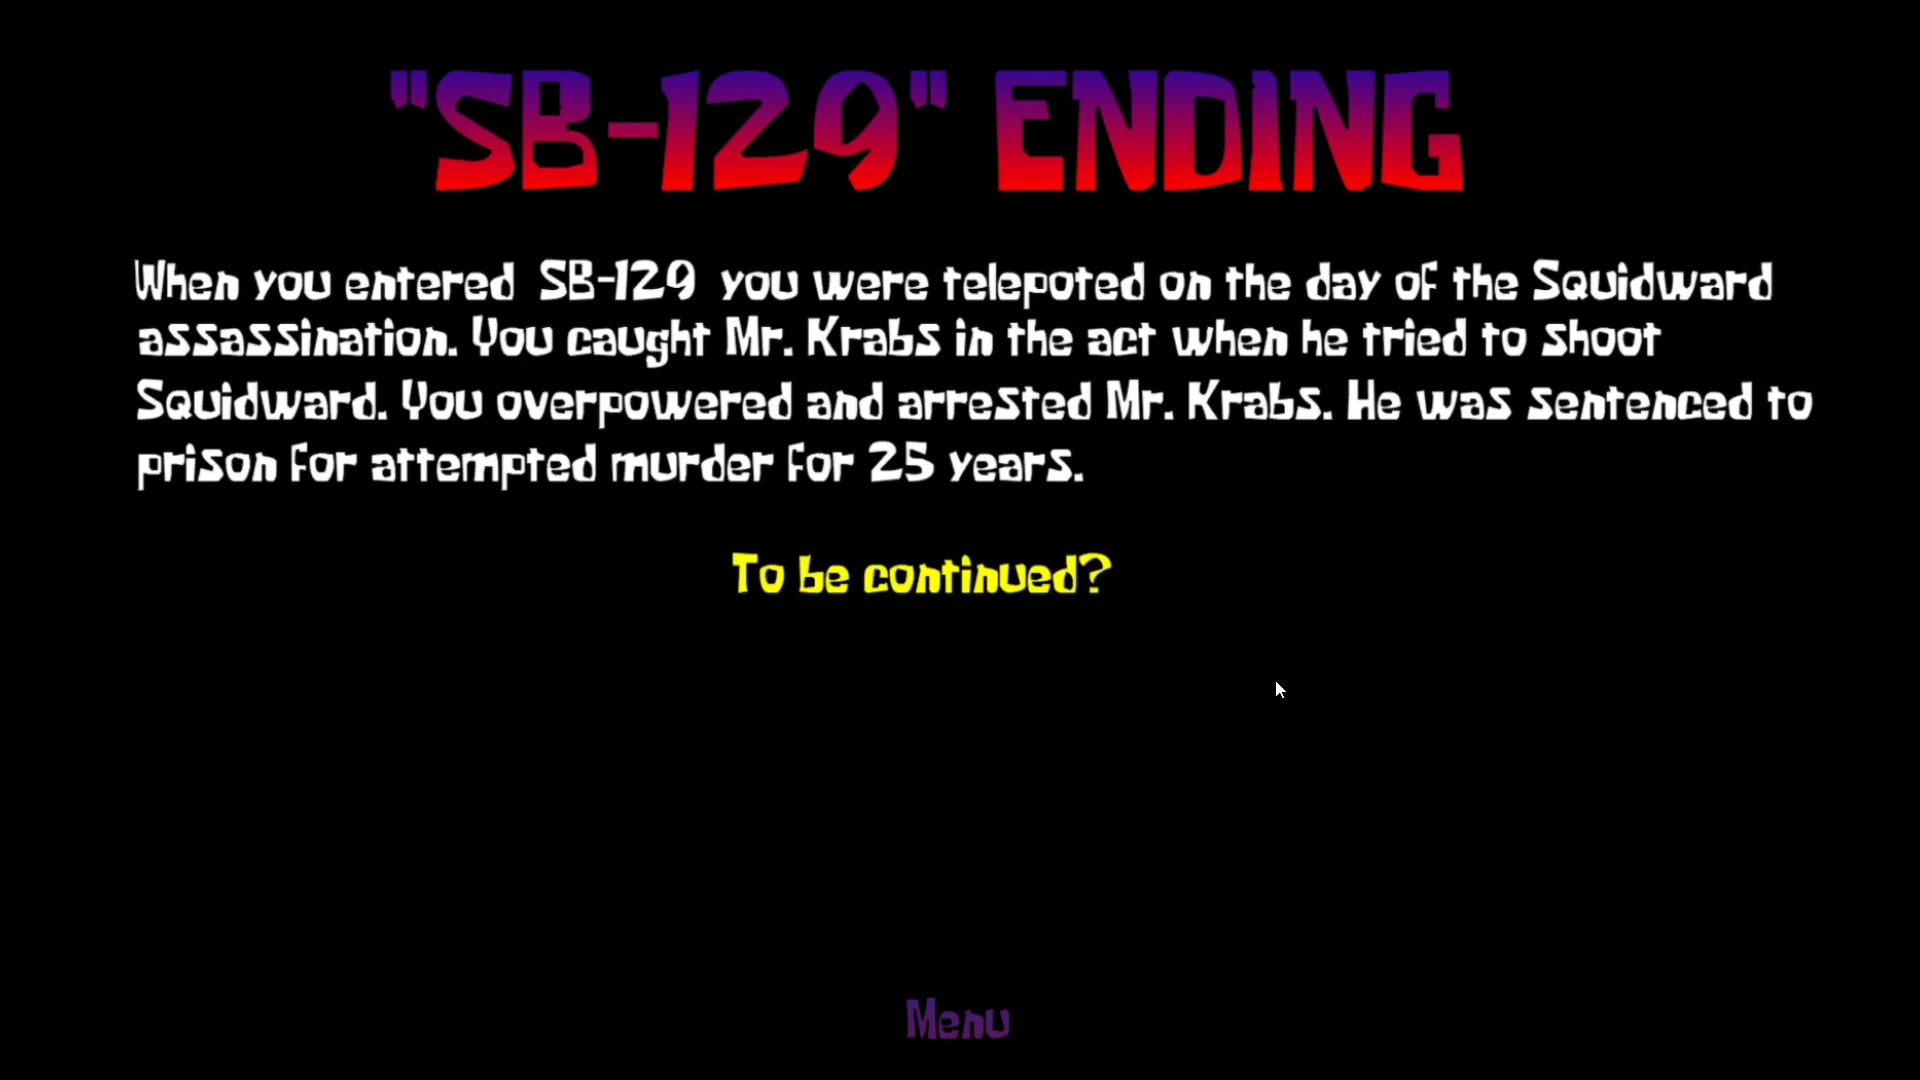 "SB-129" ENDING
When you entered SB-129 you were telepoted on the day of the Squidward
assassination. You caught Mr. Krabs in the act when he tried to shoot
Squidward. You overpowered and arrested Mr. Krabs. He was sentenced to
prison for attempted murder for 25 years.
To be continued?
Menu